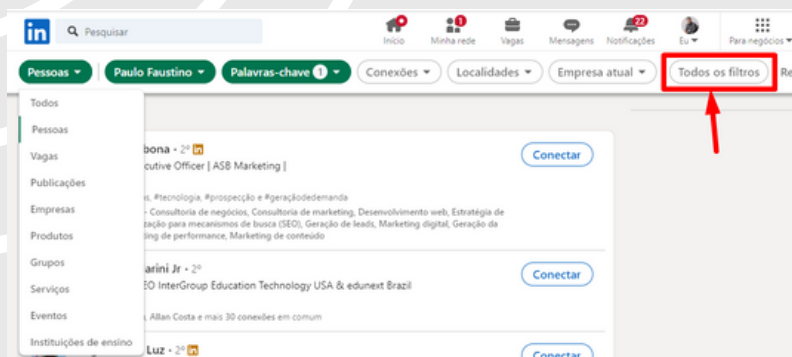 in
Pesquisar
22
Início
Minha rede
Vagas
Mensagens
Notificações
Eu
Para negócios
Pessoas
Paulo Faustino
Palavras-chave 1
Conexões
Localidades
Empresa atual
Todos os filtros
Re
Todos
Pessoas
Vagas
Publicações
Empresas
Produtos
Grupos
Serviços
Eventos
Instituições de ensino
bona • 2º in
cutive Officer | ASB Marketing |
Conectar
s, #tecnologia, #prospecção e #geraçãodedemanda
- Consultoria de negócios, Consultoria de marketing, Desenvolvimento web, Estratégia de
zação para mecanismos de busca (SEO), Geração de leads, Marketing digital, Geração da
ing de performance, Marketing de conteúdo
arini Jr • 2º
EO InterGroup Education Technology USA & edunext Brazil
Conectar
, Allan Costa e mais 30 conexões em comum
Luz • 2º in
Conectar